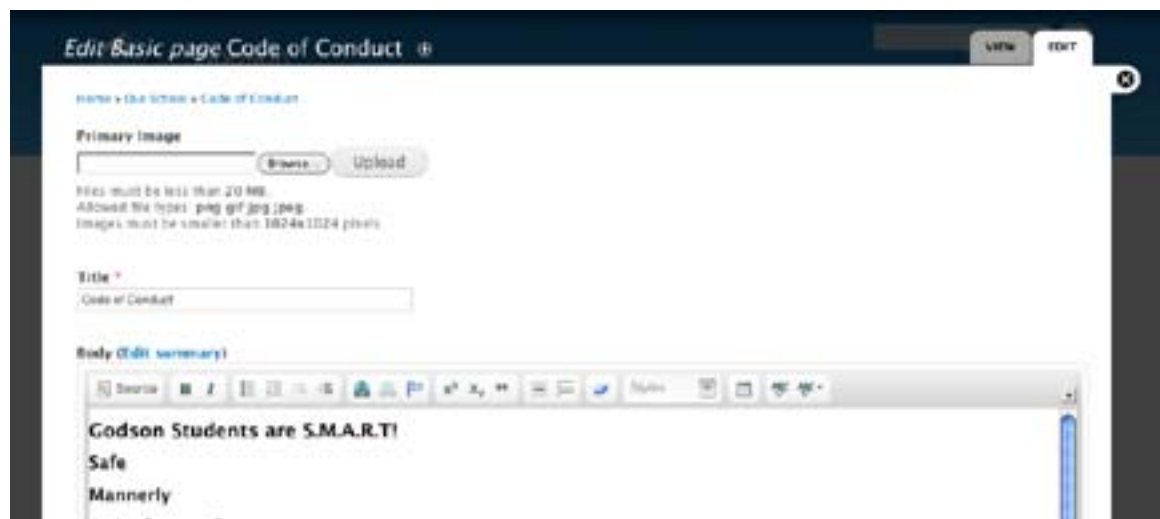 Edit Basic page Code of Conduct
VIEW
EDIT
Home » Our School » Code of Conduct
Primary Image
Browse...
Upload
Files must be less than 20 MB.
Allowed file types: png gif jpg jpeg.
Images must be smaller than 1024x1024 pixels.
Title *
Code of Conduct
Body (Edit summary)
Source
B I
Styles
Godson Students are S.M.A.R.T!
Safe
Mannerly